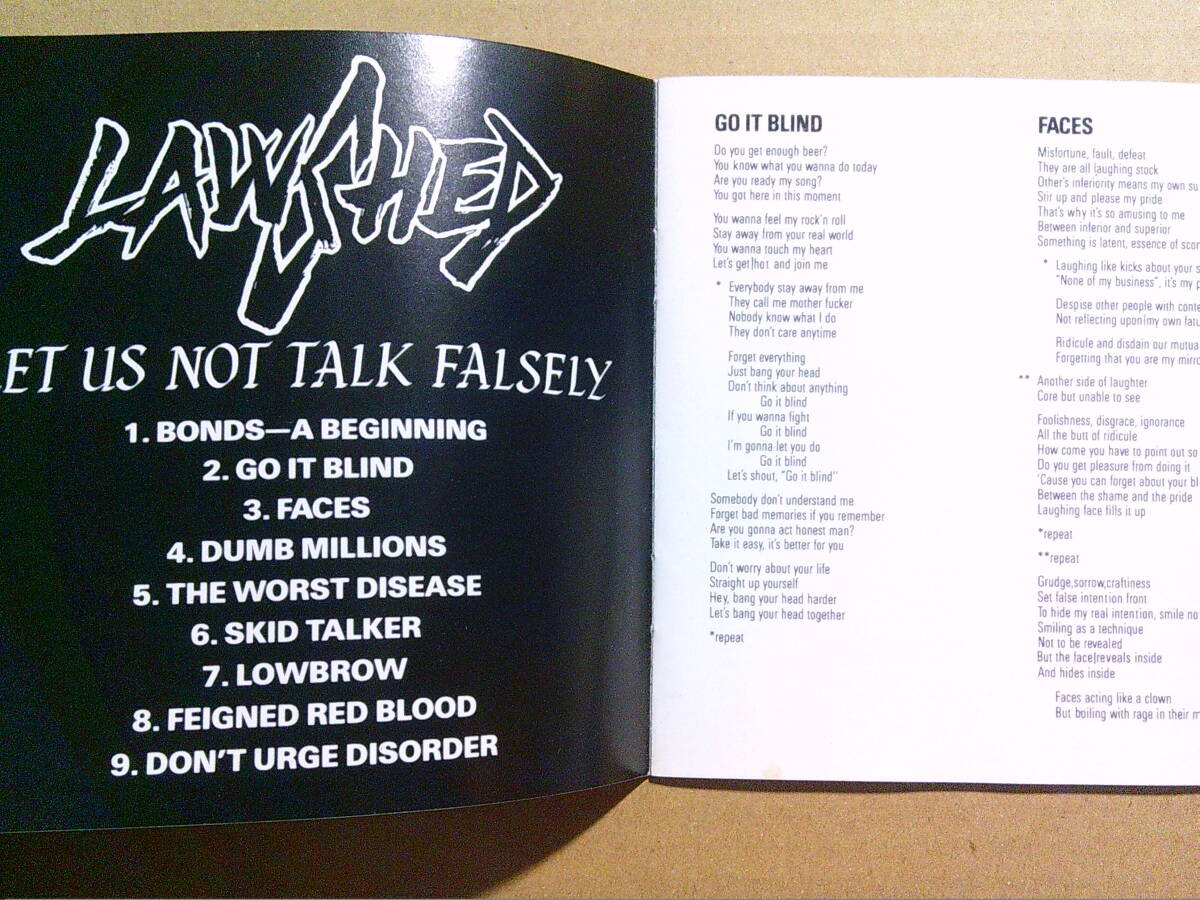 LAWSHED
LET US NOT TALK FALSELY
1. BONDS—A BEGINNING
2. GO IT BLIND
3. FACES
4. DUMB MILLIONS
5. THE WORST DISEASE
6. SKID TALKER
7. LOWBROW
8. FEIGNED RED BLOOD
9. DON'T URGE DISORDER
GO IT BLIND
Do you get enough beer?
You know what you wanna do today
Are you ready my song?
You got here in this moment
You wanna feel my rock'n roll
Stay away from your real world
You wanna touch my heart
Let's get hot and join me
* Everybody stay away from me
They call me mother fucker
Nobody know what I do
They don't care anytime
Forget everything
Just bang your head
Don't think about anything
Go it blind
If you wanna fight
Go it blind
I'm gonna let you do
Go it blind
Let's shout, "Go it blind"
Somebody don't understand me
Forget bad memories if you remember
Are you gonna act honest man?
Take it easy, it's better for you
Don't worry about your life
Straight up yourself
Hey, bang your head harder
Let's bang your head together
*repeat
FACES
Misfortune, fault, defeat
They are all laughing stock
Other's inferiority means my own su
Stir up and please my pride
That's why it's so amusing to me
Between inferior and superior
Something is latent, essence of scor
* Laughing like kicks about your s
"None of my business", it's my p
Despise other people with conte
Not reflecting upon my own fatu
Ridicule and disdain our mutua
Forgetting that you are my mirro
** Another side of laughter
Core but unable to see
Foolishness, disgrace, ignorance
All the butt of ridicule
How come you have to point out so
Do you get pleasure from doing it
'Cause you can forget about your bl
Between the shame and the pride
Laughing face fills it up
*repeat
**repeat
Grudge,sorrow,craftiness
Set false intention front
To hide my real intention, smile no
Smiling as a technique
Not to be revealed
But the face reveals inside
And hides inside
Faces acting like a clown
But boiling with rage in their m